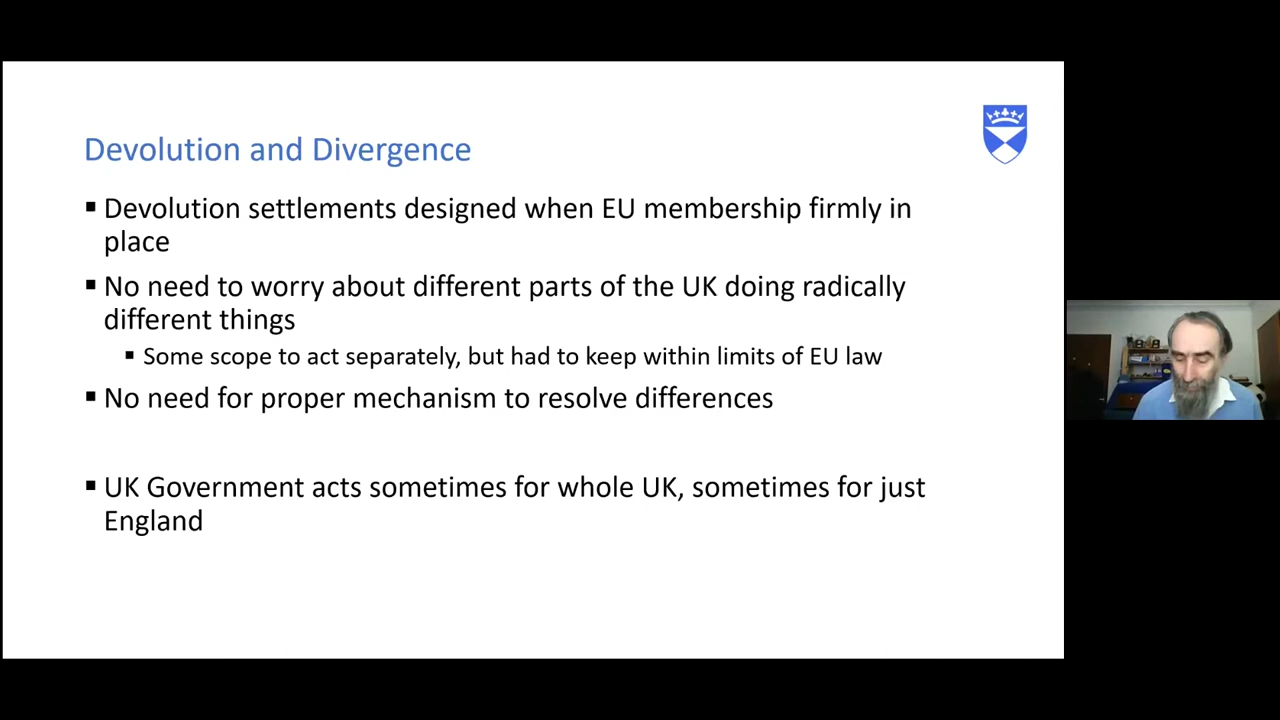 Devolution and Divergence
▪ Devolution settlements designed when EU membership firmly in
place
▪ No need to worry about different parts of the UK doing radically
different things
▪ Some scope to act separately, but had to keep within limits of EU law
▪ No need for proper mechanism to resolve differences
▪ UK Government acts sometimes for whole UK, sometimes for just
England